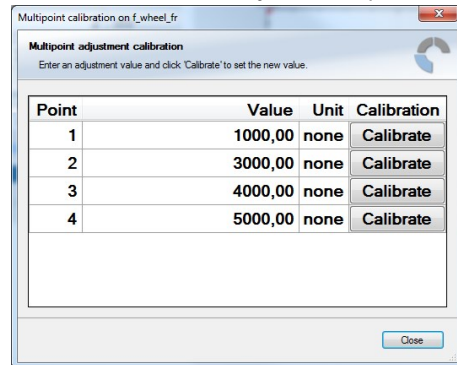 Multipoint calibration on f_wheel_fr
Multipoint adjustment calibration
Enter an adjustment value and click 'Calibrate' to set the new value.
Point Value Unit Calibration
1 1000,00 none Calibrate
2 3000,00 none Calibrate
3 4000,00 none Calibrate
4 5000,00 none Calibrate
Close